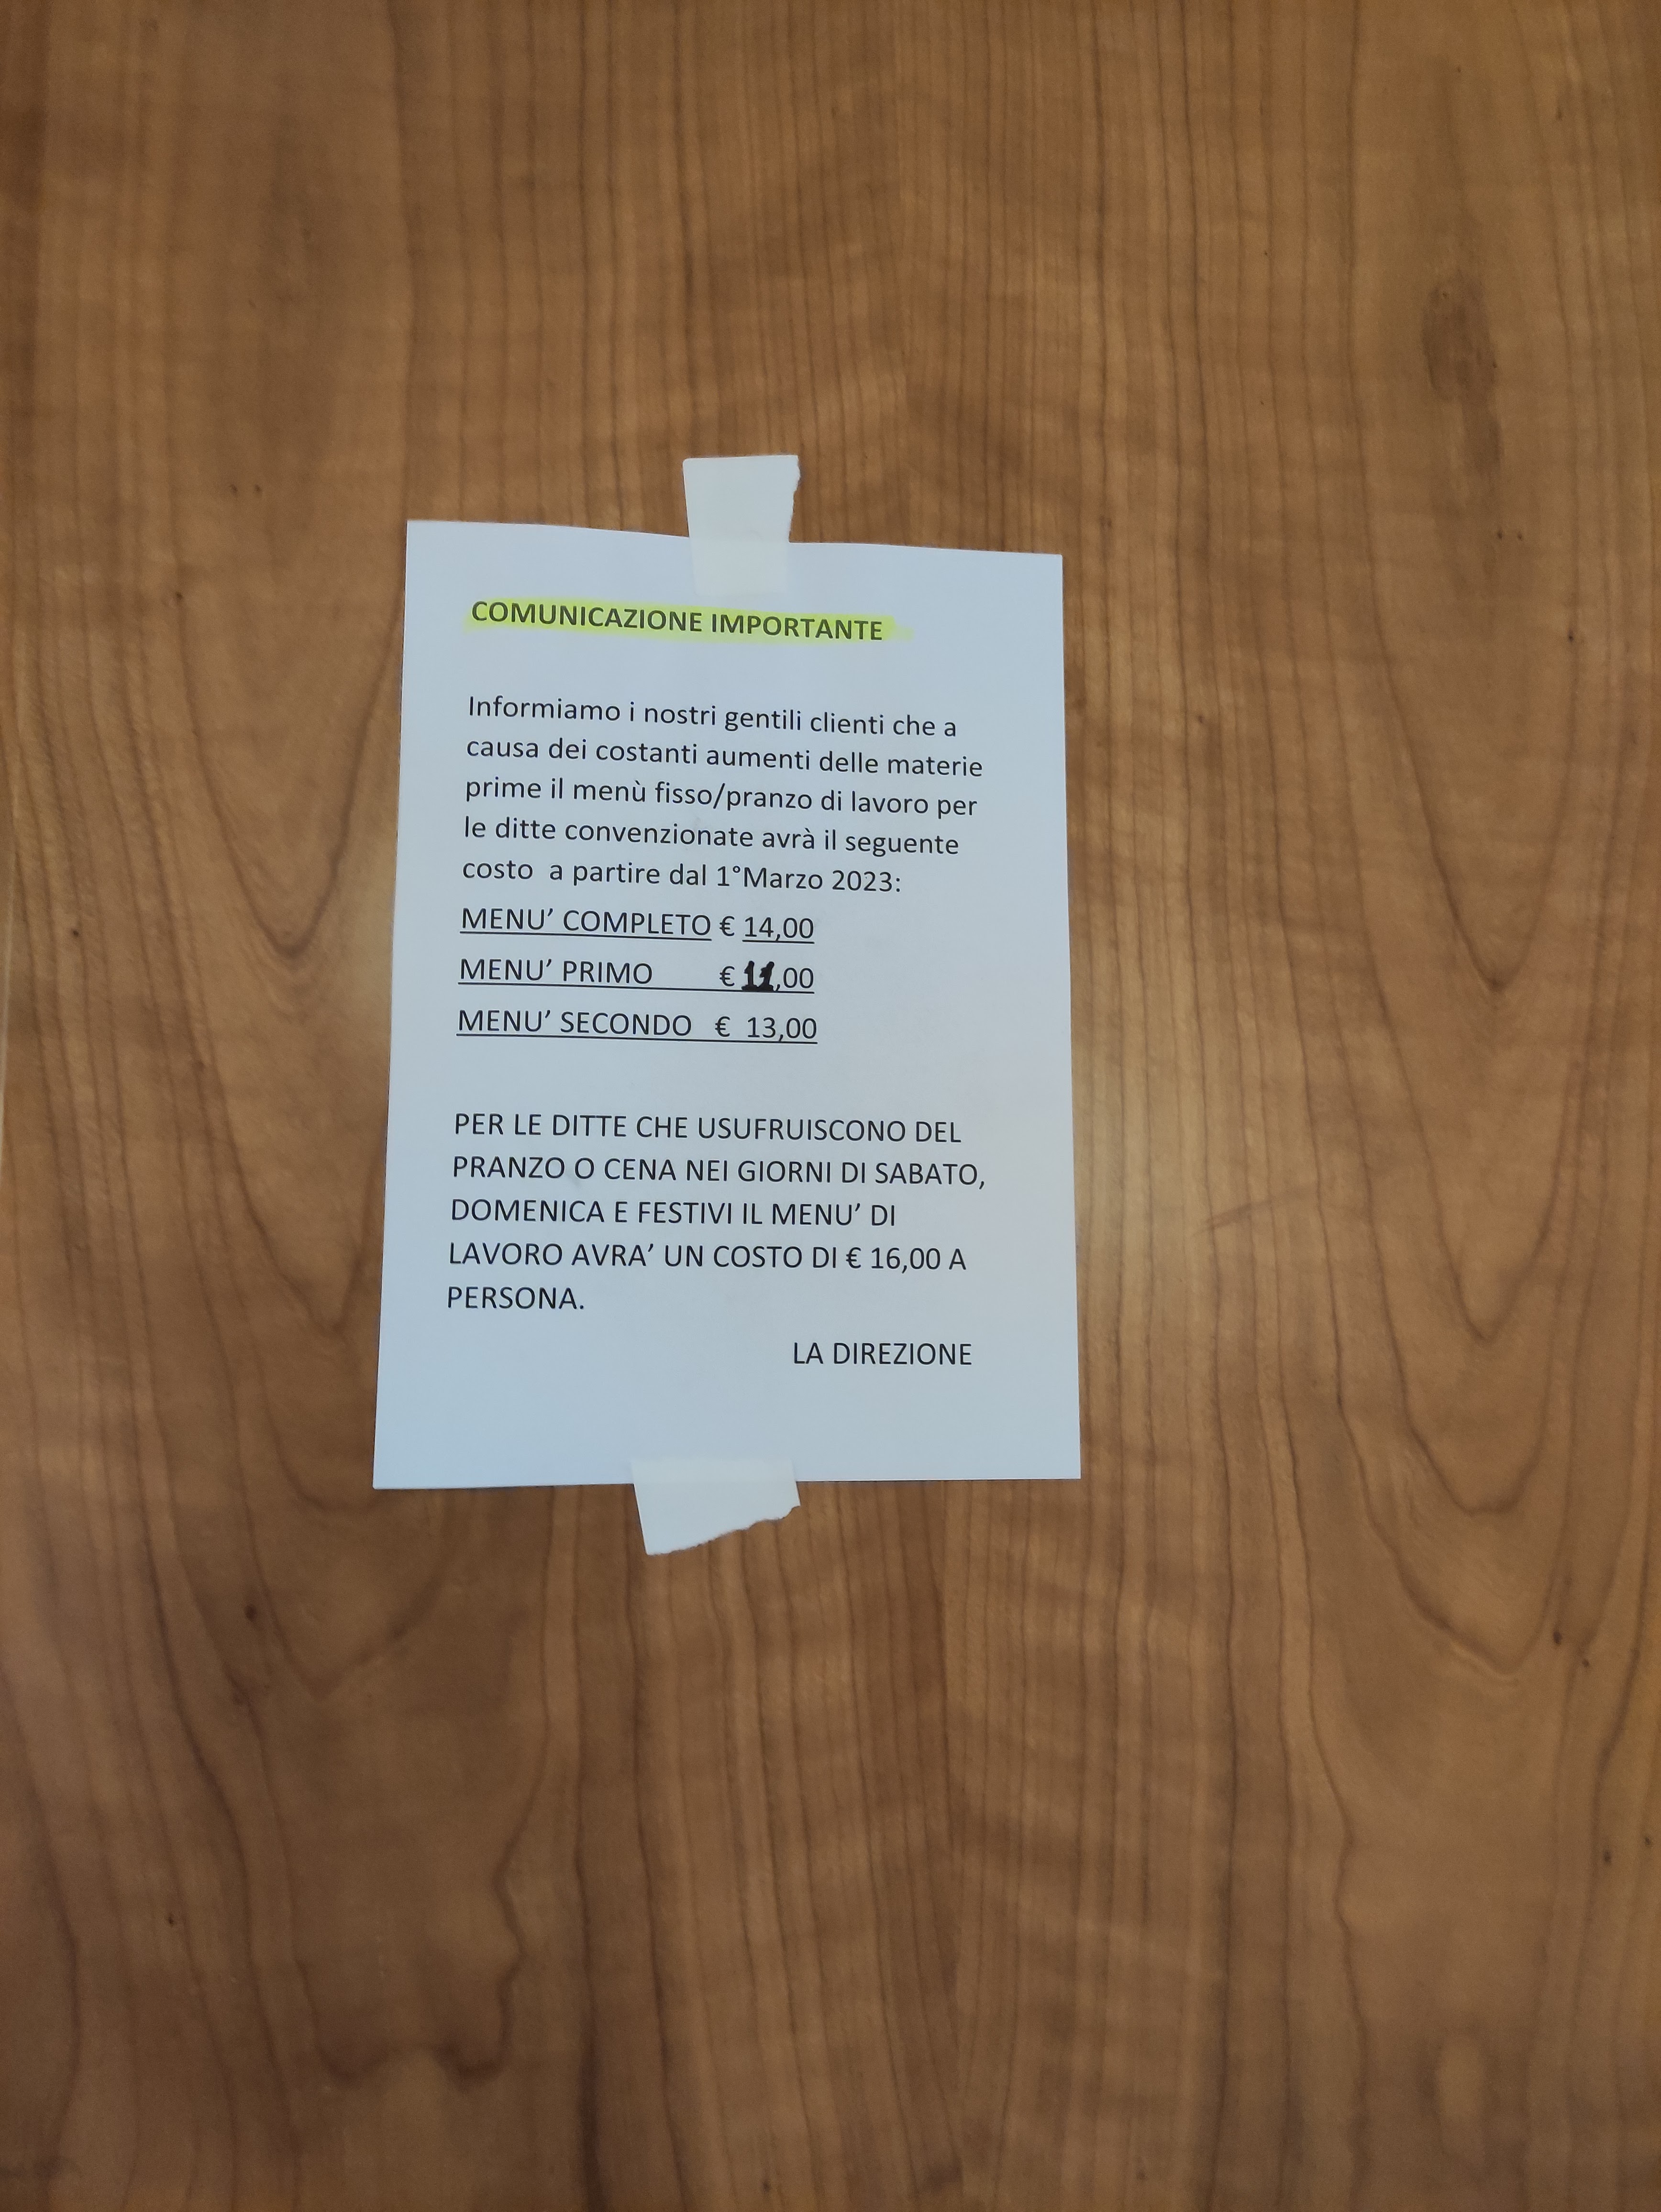 COMUNICAZIONE IMPORTANTE
Informiamo i nostri gentili clienti che a
causa dei costanti aumenti delle materie
prime il menù fisso/pranzo di lavoro per
le ditte convenzionate avrà il seguente
costo  a partire dal 1°Marzo 2023:
MENU’ COMPLETO € 14,00
MENU’ PRIMO € 11,00
MENU’ SECONDO € 13,00
PER LE DITTE CHE USUFRUISCONO DEL
PRANZO O CENA NEI GIORNI DI SABATO,
DOMENICA E FESTIVI IL MENU’ DI
LAVORO AVRA’ UN COSTO DI € 16,00 A
PERSONA.
LA DIREZIONE